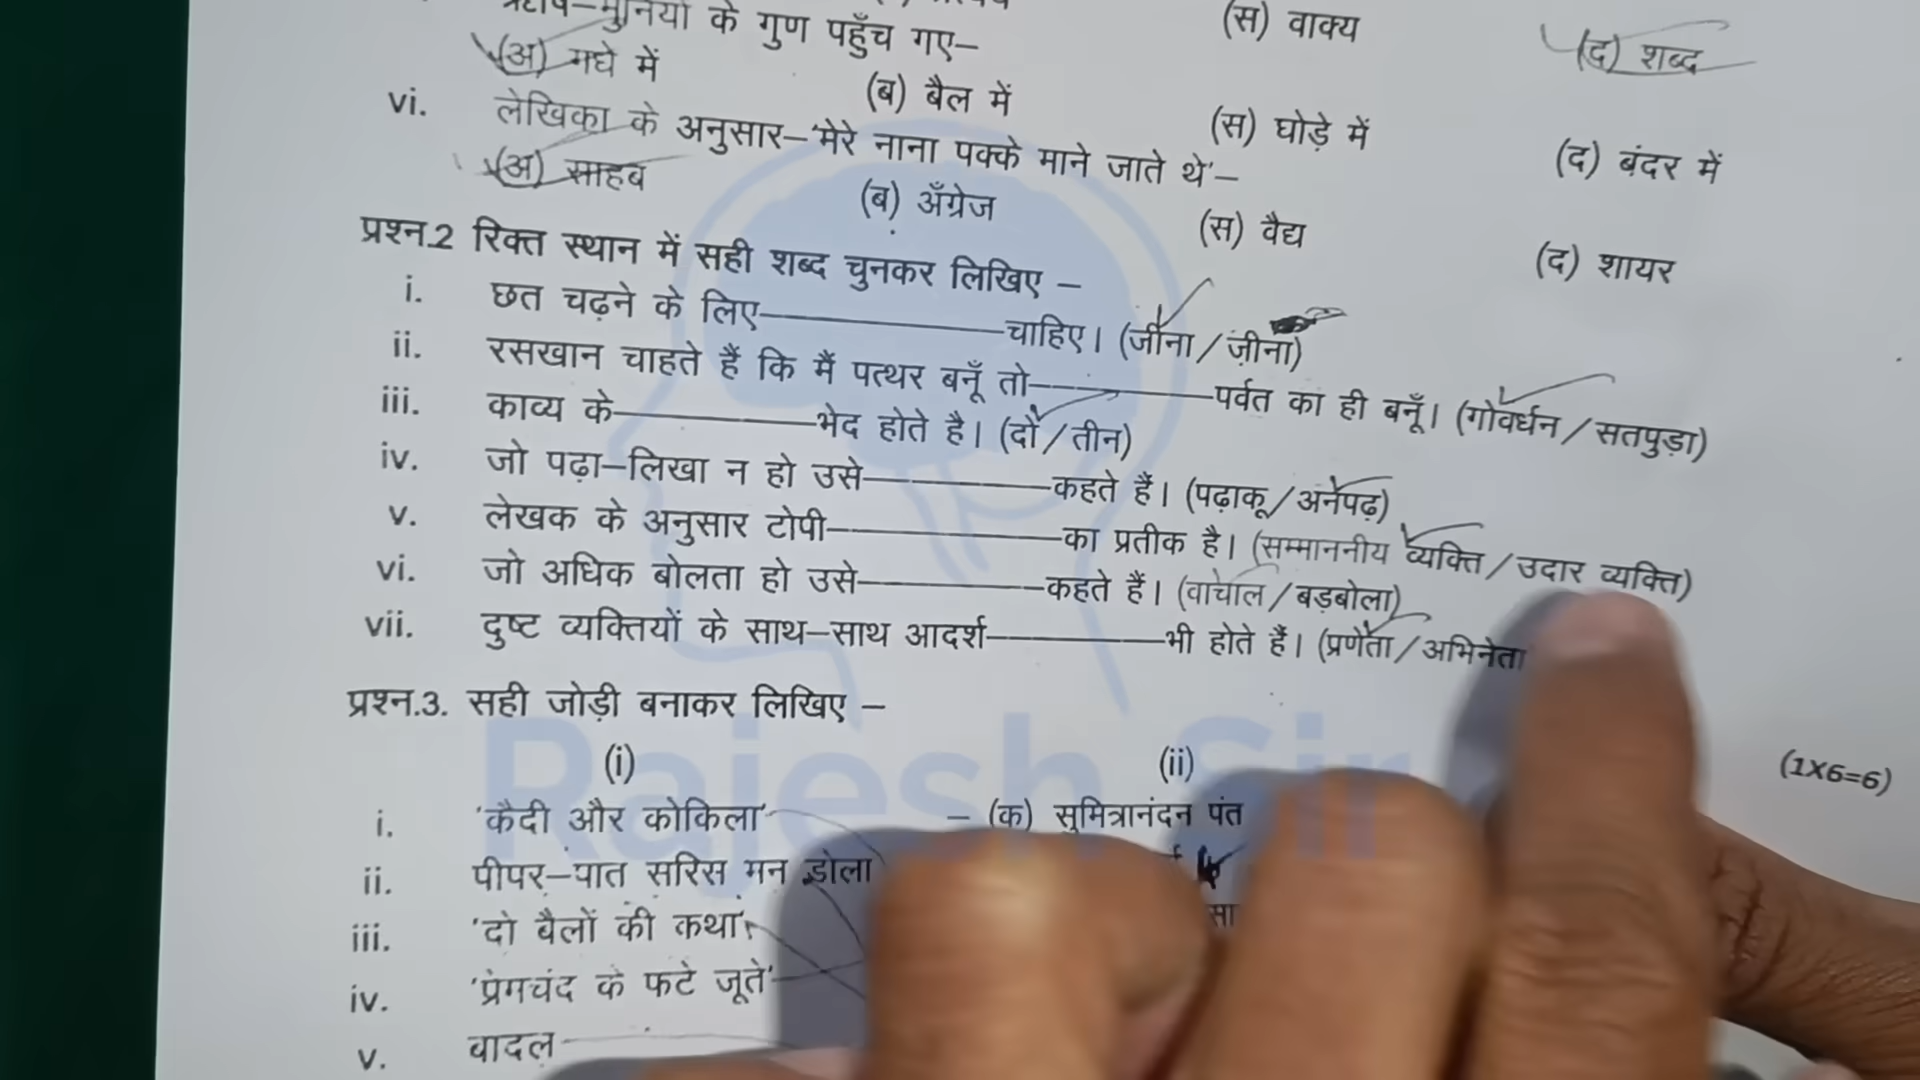 के गुण पहुँच गए–
(स) वाक्य
(द) शब्द
(अ) गधे में
(ब) बैल में
(स) घोड़े में
(द) बंदर में
vi. लेखिका के अनुसार–'मेरे नाना पक्के माने जाते थे'–
(अ) साहब
(ब) अँग्रेज
(स) वैद्य
(द) शायर
प्रश्न.2 रिक्त स्थान में सही शब्द चुनकर लिखिए –
i. छत चढ़ने के लिए––––––चाहिए। (जीना/ज़ीना)
ii. रसखान चाहते हैं कि मैं पत्थर बनूँ तो––––––पर्वत का ही बनूँ। (गोवर्धन/सतपुड़ा)
iii. काव्य के––––––भेद होते है। (दो/तीन)
iv. जो पढ़ा–लिखा न हो उसे––––––कहते हैं। (पढ़ाकू/अनपढ़)
v. लेखक के अनुसार टोपी––––––का प्रतीक है। (सम्माननीय व्यक्ति/उदार व्यक्ति)
vi. जो अधिक बोलता हो उसे––––––कहते हैं। (वाचाल/बड़बोला)
vii. दुष्ट व्यक्तियों के साथ–साथ आदर्श––––––भी होते हैं। (प्रणेता/अभिनेता
प्रश्न.3. सही जोड़ी बनाकर लिखिए –
(1X6=6)
(i) (ii)
i. 'कैदी और कोकिला' – (क) सुमित्रानंदन पंत
ii. पीपर–पात सरिस मन डोला
iii. 'दो बैलों की कथा'
iv. 'प्रेमचंद के फटे जूते'
v. बादल
Rajesh Sir